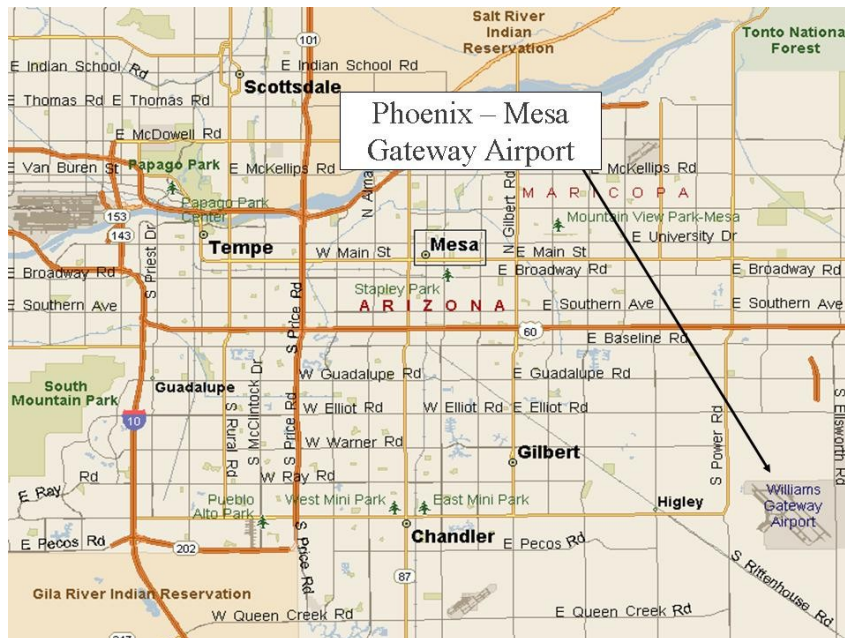 Salt River
Indian
Reservation
Tonto National
Forest
101
E Indian School Rd
E Indian School Rd
Scottsdale
E Thomas Rd
E Thomas Rd
Phoenix – Mesa
Gateway Airport
E McDowell Rd
E Van Buren St
Papago Park
E McKellips Rd
E McKellips Rd
MARICOPA
Papago Park
Center
N Alma
N Gilbert Rd
Mountain View Park-Mesa
153
143
S Priest Dr
Tempe
W Main St
Mesa
E Main St
E University Dr
E Broadway Rd
E Broadway Rd
E Broadway Rd
Stapley Park
E Southern Ave
ARIZONA
E Southern Ave
E Southern Ave
S Price Rd
60
E Baseline Rd
South
Mountain Park
Guadalupe
W Guadalupe Rd
E Guadalupe Rd
S Rural Rd
S McClintock Dr
S Price Rd
W Elliot Rd
W Elliot Rd
E Elliot Rd
S Power Rd
S Ellsworth Rd
10
W Warner Rd
Gilbert
W Ray Rd
E Ray Rd
Pueblo
Alto Park
West Mini Park
East Mini Park
Higley
Williams
Gateway
Airport
Chandler
E Pecos Rd
202
S Price Rd
E Pecos Rd
87
S Rittenhouse Rd
Gila River Indian Reservation
W Queen Creek Rd
E Queen Creek Rd